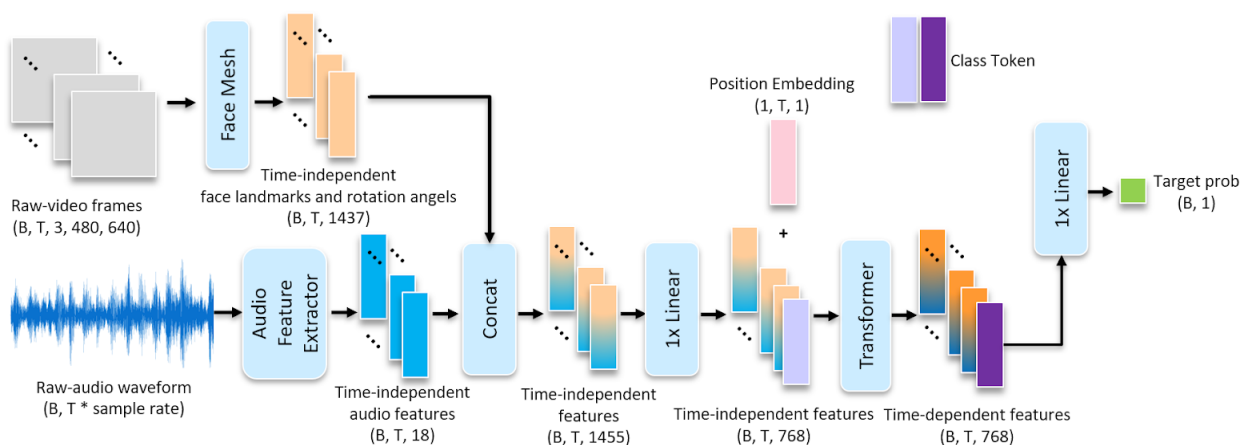 Raw-video frames
(B, T, 3, 480, 640)
Face Mesh
Time-independent
face landmarks and rotation angels
(B, T, 1437)
Raw-audio waveform
(B, T * sample rate)
Audio
Feature
Extractor
Time-independent
audio features
(B, T, 18)
Concat
Time-independent
features
(B, T, 1455)
1x Linear
Position Embedding
(1, T, 1)
+
Time-independent features
(B, T, 768)
Transformer
Time-dependent features
(B, T, 768)
Class Token
1x Linear
Target prob
(B, 1)